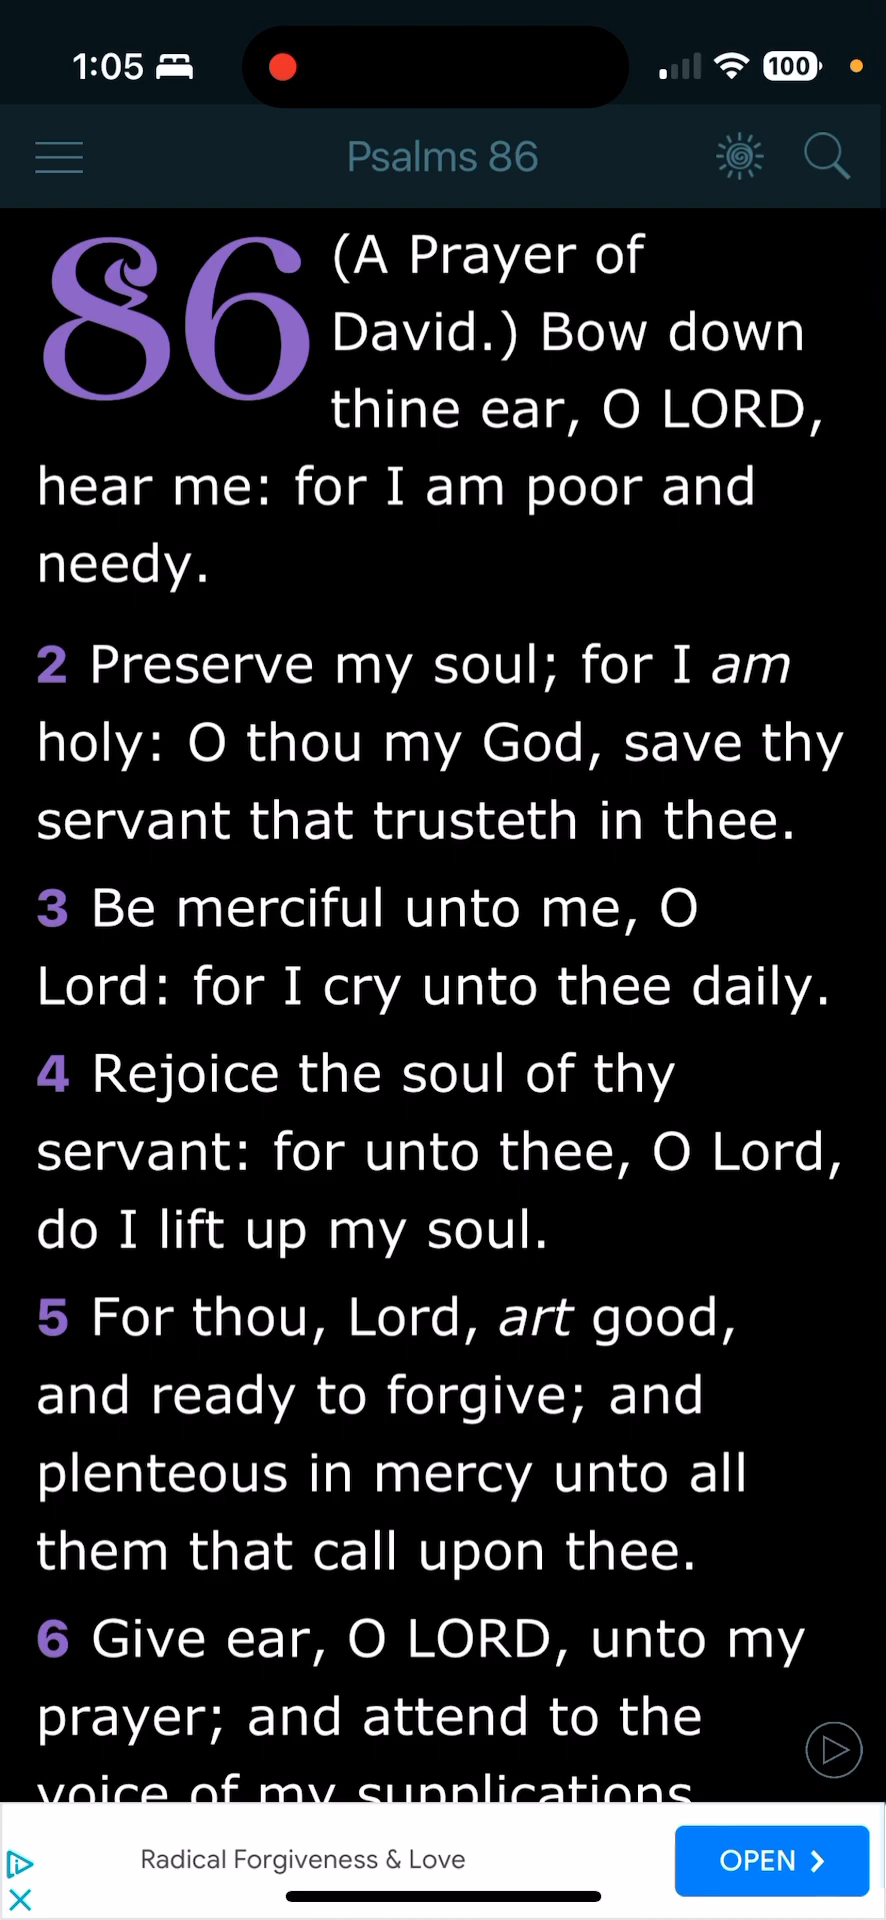 1:05
100
Psalms 86
86 (A Prayer of
David.) Bow down
thine ear, O LORD,
hear me: for I am poor and
needy.
2 Preserve my soul; for I am
holy: O thou my God, save thy
servant that trusteth in thee.
3 Be merciful unto me, O
Lord: for I cry unto thee daily.
4 Rejoice the soul of thy
servant: for unto thee, O Lord,
do I lift up my soul.
5 For thou, Lord, art good,
and ready to forgive; and
plenteous in mercy unto all
them that call upon thee.
6 Give ear, O LORD, unto my
prayer; and attend to the
voice of my supplications
Radical Forgiveness & Love
OPEN